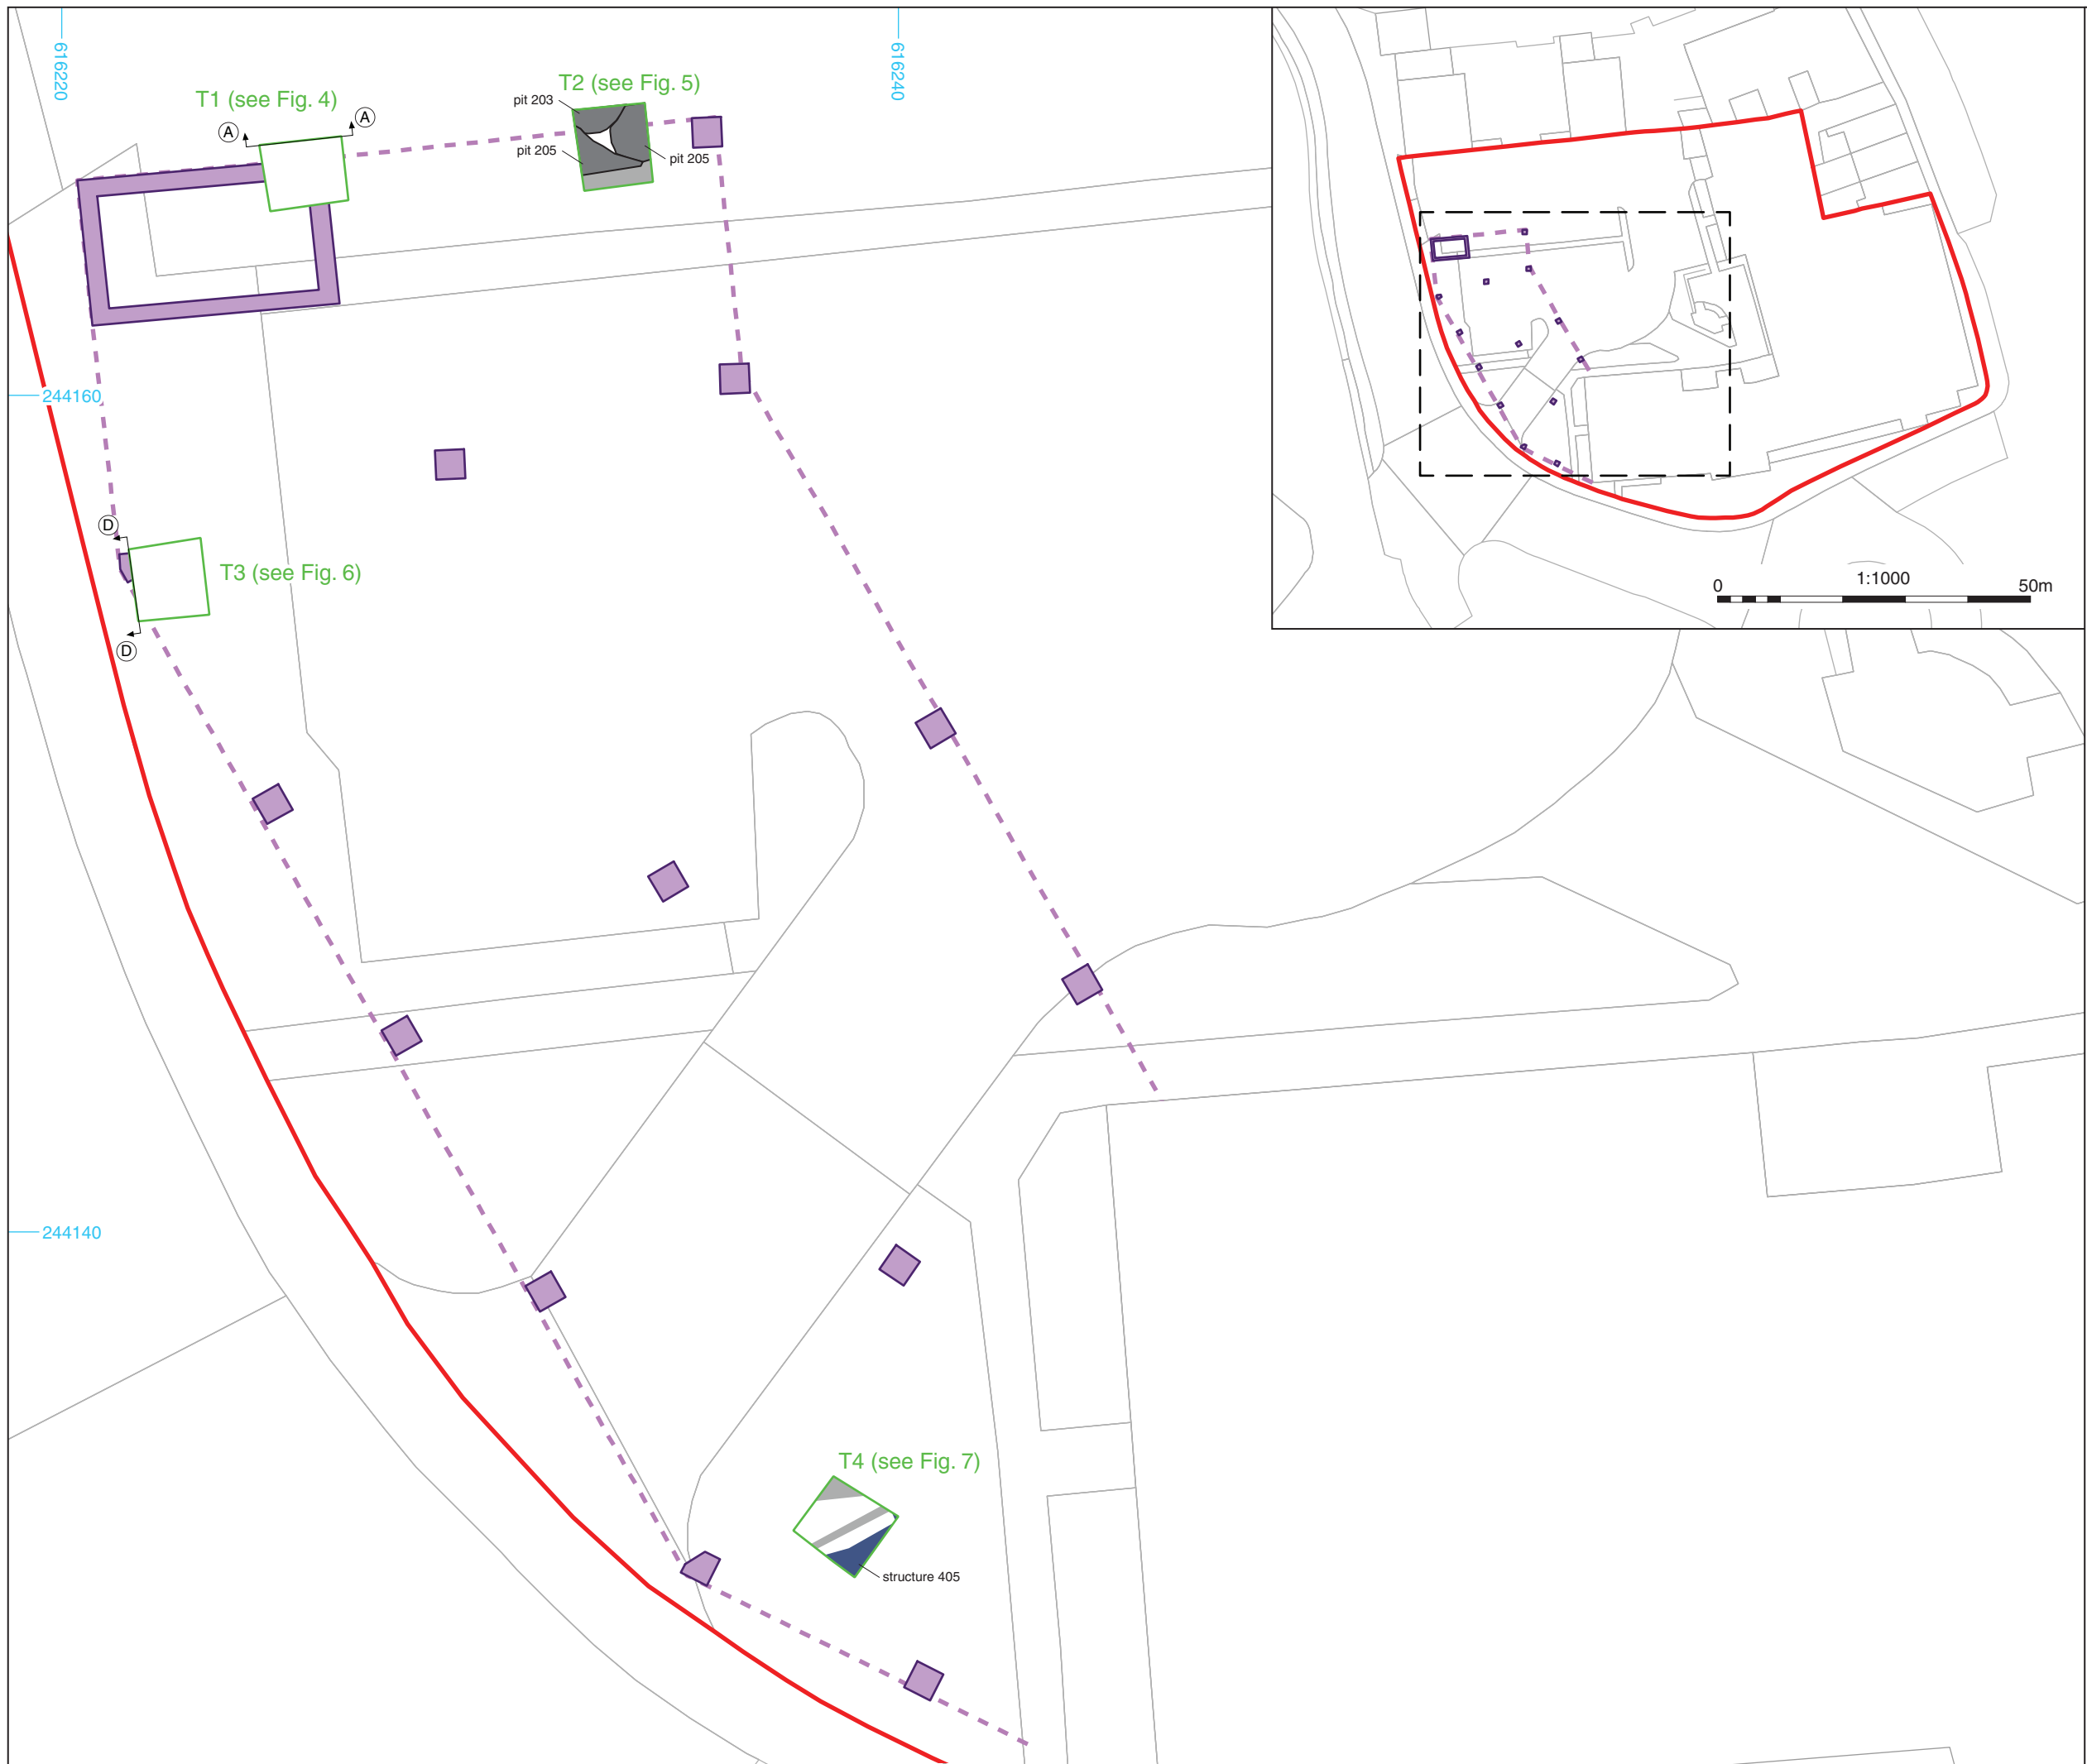 616220
616240
T1 (see Fig. 4)
T2 (see Fig. 5)
pit 203
A
A
pit 205
pit 205
244160
D
T3 (see Fig. 6)
D
0
1:1000
50m
244140
T4 (see Fig. 7)
structure 405